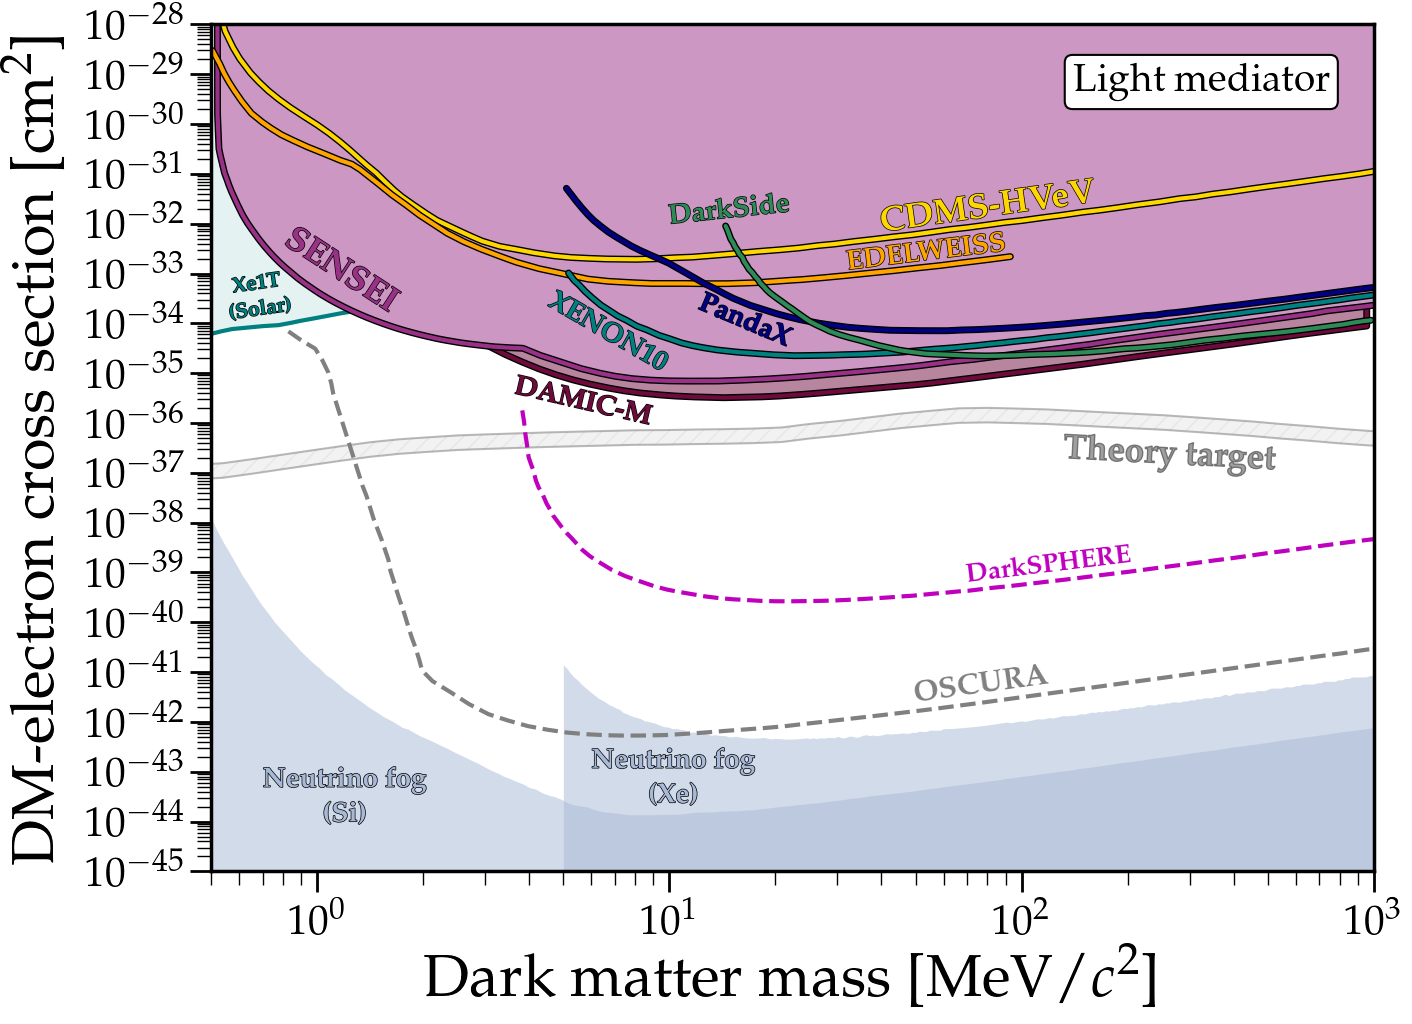 10⁻²⁸
10⁻²⁹
10⁻³⁰
10⁻³¹
10⁻³²
10⁻³³
10⁻³⁴
10⁻³⁵
10⁻³⁶
10⁻³⁷
10⁻³⁸
10⁻³⁹
10⁻⁴⁰
10⁻⁴¹
10⁻⁴²
10⁻⁴³
10⁻⁴⁴
10⁻⁴⁵
DM-electron cross section [cm²]
Light mediator
DarkSide
CDMS-HVeV
EDELWEISS
SENSEI
Xe1T
(Solar)
XENON10
PandaX
DAMIC-M
Theory target
DarkSPHERE
OSCURA
Neutrino fog
(Si)
Neutrino fog
(Xe)
10⁰
10¹
10²
10³
Dark matter mass [MeV/c²]